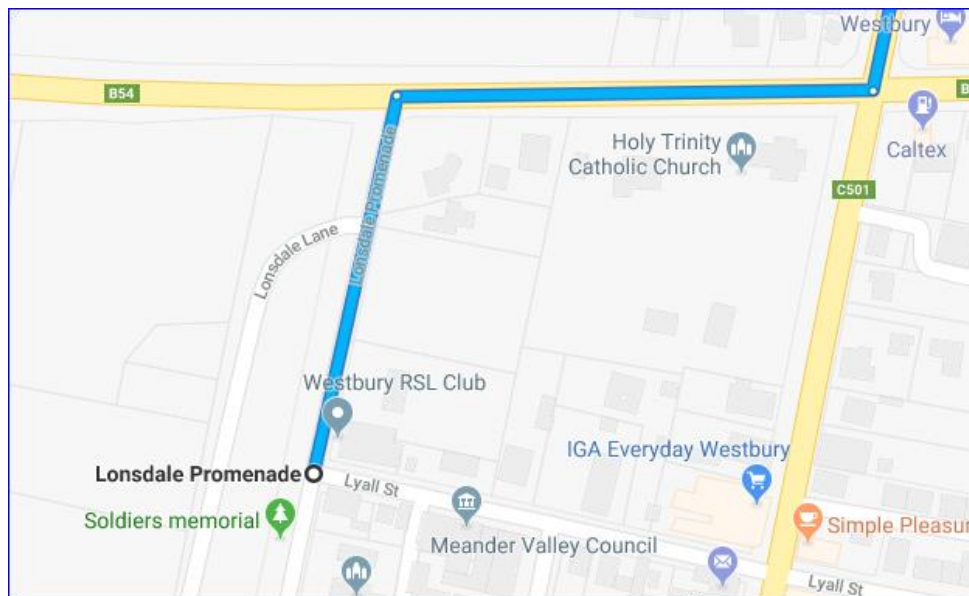 Westbury
B54
B
Caltex
Holy Trinity
Catholic Church
C501
Lonsdale Promenade
Lonsdale Lane
Westbury RSL Club
IGA Everyday Westbury
Lonsdale Promenade
Lyall St
Soldiers memorial
Simple Pleasur
Meander Valley Council
Lyall St